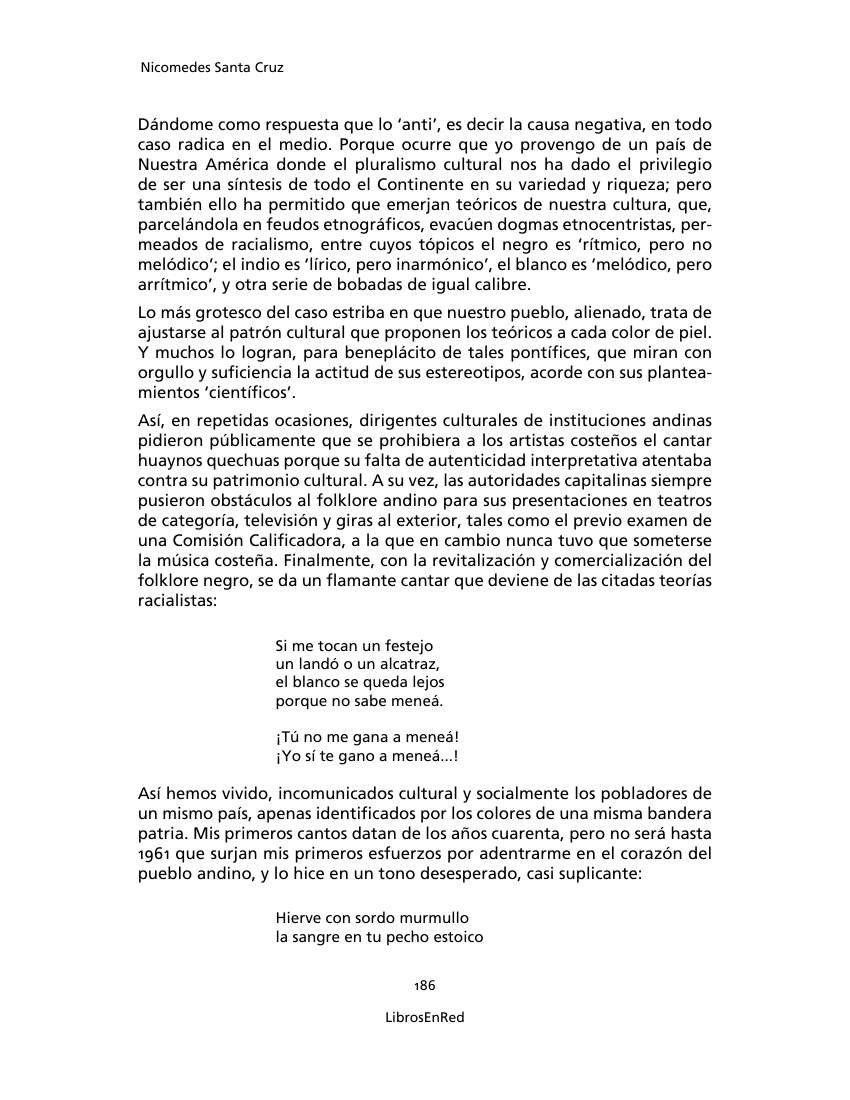 Nicomedes Santa Cruz
Dándome como respuesta que lo ‘anti’, es decir la causa negativa, en todo
caso radica en el medio. Porque ocurre que yo provengo de un país de
Nuestra América donde el pluralismo cultural nos ha dado el privilegio
de ser una síntesis de todo el Continente en su variedad y riqueza; pero
también ello ha permitido que emerjan teóricos de nuestra cultura, que,
parcelándola en feudos etnográficos, evacúen dogmas etnocentristas, per-
meados de racialismo, entre cuyos tópicos el negro es ‘rítmico, pero no
melódico’; el indio es ‘lírico, pero inarmónico’, el blanco es ‘melódico, pero
arrítmico’, y otra serie de bobadas de igual calibre.
Lo más grotesco del caso estriba en que nuestro pueblo, alienado, trata de
ajustarse al patrón cultural que proponen los teóricos a cada color de piel.
Y muchos lo logran, para beneplácito de tales pontífices, que miran con
orgullo y suficiencia la actitud de sus estereotipos, acorde con sus plantea-
mientos ‘científicos’.
Así, en repetidas ocasiones, dirigentes culturales de instituciones andinas
pidieron públicamente que se prohibiera a los artistas costeños el cantar
huaynos quechuas porque su falta de autenticidad interpretativa atentaba
contra su patrimonio cultural. A su vez, las autoridades capitalinas siempre
pusieron obstáculos al folklore andino para sus presentaciones en teatros
de categoría, televisión y giras al exterior, tales como el previo examen de
una Comisión Calificadora, a la que en cambio nunca tuvo que someterse
la música costeña. Finalmente, con la revitalización y comercialización del
folklore negro, se da un flamante cantar que deviene de las citadas teorías
racialistas:
Si me tocan un festejo
un landó o un alcatraz,
el blanco se queda lejos
porque no sabe meneá.
¡Tú no me gana a meneá!
¡Yo sí te gano a meneá...!
Así hemos vivido, incomunicados cultural y socialmente los pobladores de
un mismo país, apenas identificados por los colores de una misma bandera
patria. Mis primeros cantos datan de los años cuarenta, pero no será hasta
1961 que surjan mis primeros esfuerzos por adentrarme en el corazón del
pueblo andino, y lo hice en un tono desesperado, casi suplicante:
Hierve con sordo murmullo
la sangre en tu pecho estoico
186
LibrosEnRed